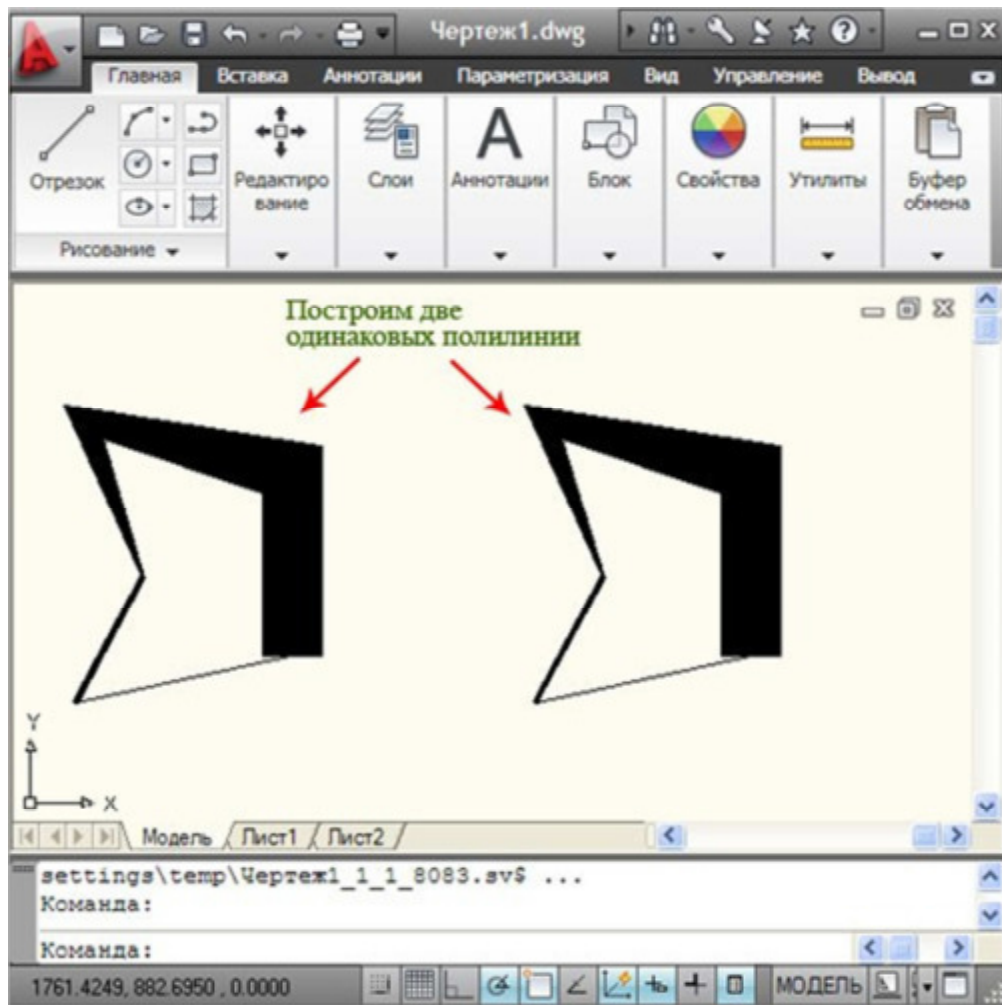 Чертеж1.dwg
Главная Вставка Аннотации Параметризация Вид Управление Вывод
Отрезок
Редактиро
вание
Слои
Аннотации
Блок
Свойства
Утилиты
Буфер
обмена
Рисование
Построим две
одинаковых полилинии
Y
X
Модель Лист1 Лист2
settings\temp\Чертеж1_1_1_8083.sv$ ...
Команда:
Команда:
1761.4249, 882.6950 , 0.0000 МОДЕЛЬ